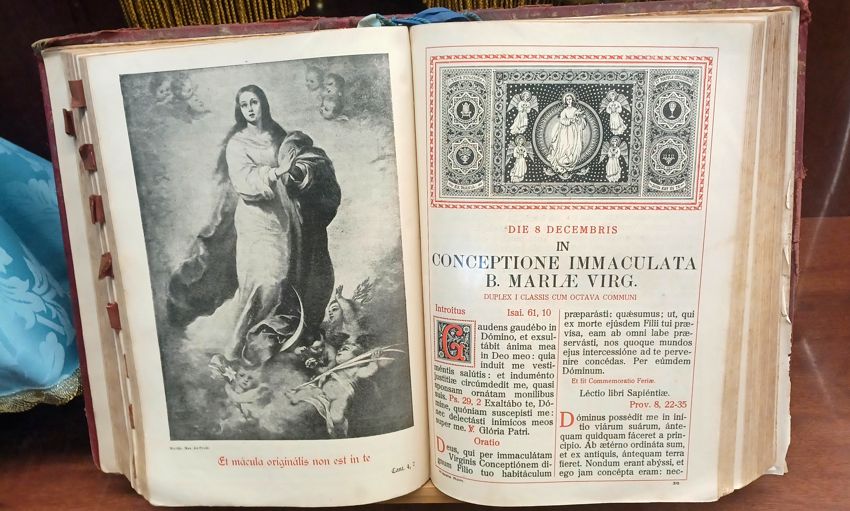 Et mácula originális non est in te
Cant. 4, 7
DIE 8 DECEMBRIS
IN
CONCEPTIONE IMMACULATA
B. MARIÆ VIRG.
DUPLEX I CLASSIS CUM OCTAVA COMMUNI
Introitus Isai. 61, 10
Gaudens gaudébo in
Dómino, et exsul-
tábit ánima mea
in Deo meo: quia
induit me vesti-
méntis salútis: et induménto
justítiæ circúmdedit me, quasi
sponsam ornátam monílibus
suis. Ps. 29, 2 Exaltábo te, Dó-
mine, quóniam suscepísti me:
nec delectásti inimícos meos
super me. ℣. Glória Patri.
Oratio
Deus, qui per immaculátam
Vírginis Conceptiónem di-
gnum Fílio tuo habitáculum
præparásti: quǽsumus; ut, qui
ex morte ejúsdem Fílii tui præ-
vísa, eam ab omni labe præ-
servásti, nos quoque mundos
ejus intercessióne ad te perve-
níre concédas. Per eúmdem
Dóminum.
Et fit Commemoratio Feriæ.
Léctio libri Sapiéntiæ.
Prov. 8, 22-35
Dóminus possédit me in iní-
tio viárum suárum, ánte-
quam quidquam fáceret a prin-
cípio. Ab ætérno ordináta sum,
et ex antíquis, ántequam terra
fíeret. Nondum erant abýssi, et
ego jam concépta eram: nec-